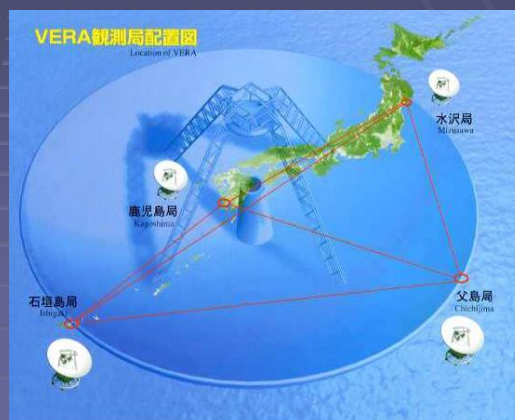 VERA観測局配置図
Location of VERA
水沢局
Mizusawa
鹿児島局
Kagoshima
石垣島局
Ishigaki
父島局
Chichijima